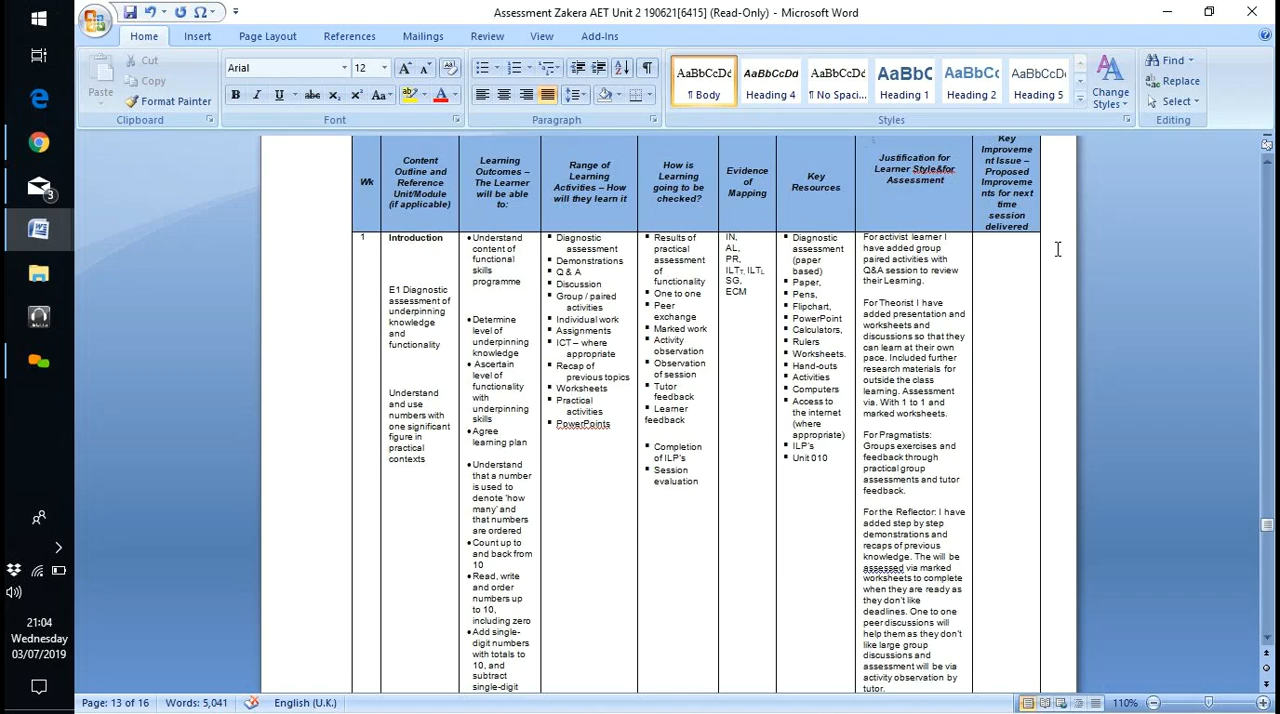 Assessment Zakera AET Unit 2 190621[6415] (Read-Only) - Microsoft Word
Home
Insert
Page Layout
References
Mailings
Review
View
Add-Ins
Paste
Cut
Copy
Format Painter
Clipboard
Arial
12
B I U abc x₂ x² Aa
Font
Paragraph
AaBbCcDd
¶ Body
AaBbCcDd
Heading 4
AaBbCcDd
¶ No Spaci...
AaBbC
Heading 1
AaBbCc
Heading 2
AaBbCcDd
Heading 5
Change
Styles
Styles
Find
Replace
Select
Editing
Wk
Content
Outline and
Reference
Unit/Module
(if applicable)
Learning
Outcomes –
The Learner
will be able
to:
Range of
Learning
Activities – How
will they learn it
How is
Learning
going to be
checked?
Evidence
of
Mapping
Key
Resources
Justification for
Learner Style&for
Assessment
Key
Improveme
nt Issue –
Proposed
Improveme
nts for next
time
session
delivered
1
Introduction
E1 Diagnostic
assessment of
underpinning
knowledge
and
functionality
Understand
and use
numbers with
one significant
figure in
practical
contexts
•Understand
content of
functional
skills
programme
•Determine
level of
underpinning
knowledge
• Ascertain
level of
functionality
with
underpinning
skills
•Agree
learning plan
•Understand
that a number
is used to
denote 'how
many' and
that numbers
are ordered
•Count up to
and back from
10
•Read, write
and order
numbers up
to 10,
including zero
•Add single-
digit numbers
with totals to
10, and
subtract
single-digit
▪ Diagnostic
assessment
▪ Demonstrations
▪ Q & A
▪ Discussion
▪ Group / paired
activities
▪ Individual work
▪ Assignments
▪ ICT – where
appropriate
▪ Recap of
previous topics
▪ Worksheets
▪ Practical
activities
▪ PowerPoints
▪ Results of
practical
assessment
of
functionality
▪ One to one
▪ Peer
exchange
▪ Marked work
▪ Activity
observation
▪ Observation
of session
▪ Tutor
feedback
▪ Learner
feedback
▪ Completion
of ILP's
▪ Session
evaluation
IN,
AL,
PR,
ILTT, ILTL
SG,
ECM
▪ Diagnostic
assessment
(paper
based)
▪ Paper,
▪ Pens,
▪ Flipchart,
▪ PowerPoint
▪ Calculators,
▪ Rulers
▪ Worksheets.
▪ Hand-outs
▪ Activities
▪ Computers
▪ Access to
the internet
(where
appropriate)
▪ ILP's
▪ Unit 010
For activist learner I
have added group
paired activities with
Q&A session to review
their Learning.
For Theorist I have
added presentation and
worksheets and
discussions so that they
can learn at their own
pace. Included further
research materials for
outside the class
learning. Assessment
via. With 1 to 1 and
marked worksheets.
For Pragmatists:
Groups exercises and
feedback through
practical group
assessments and tutor
feedback.
For the Reflector: I have
added step by step
demonstrations and
recaps of previous
knowledge. The will be
assessed via marked
worksheets to complete
when they are ready as
they don't like
deadlines. One to one
peer discussions will
help them as they don't
like large group
discussions and
assessment will be via
activity observation by
tutor.
3
21:04
Wednesday
03/07/2019
Page: 13 of 16
Words: 5,041
English (U.K.)
110%